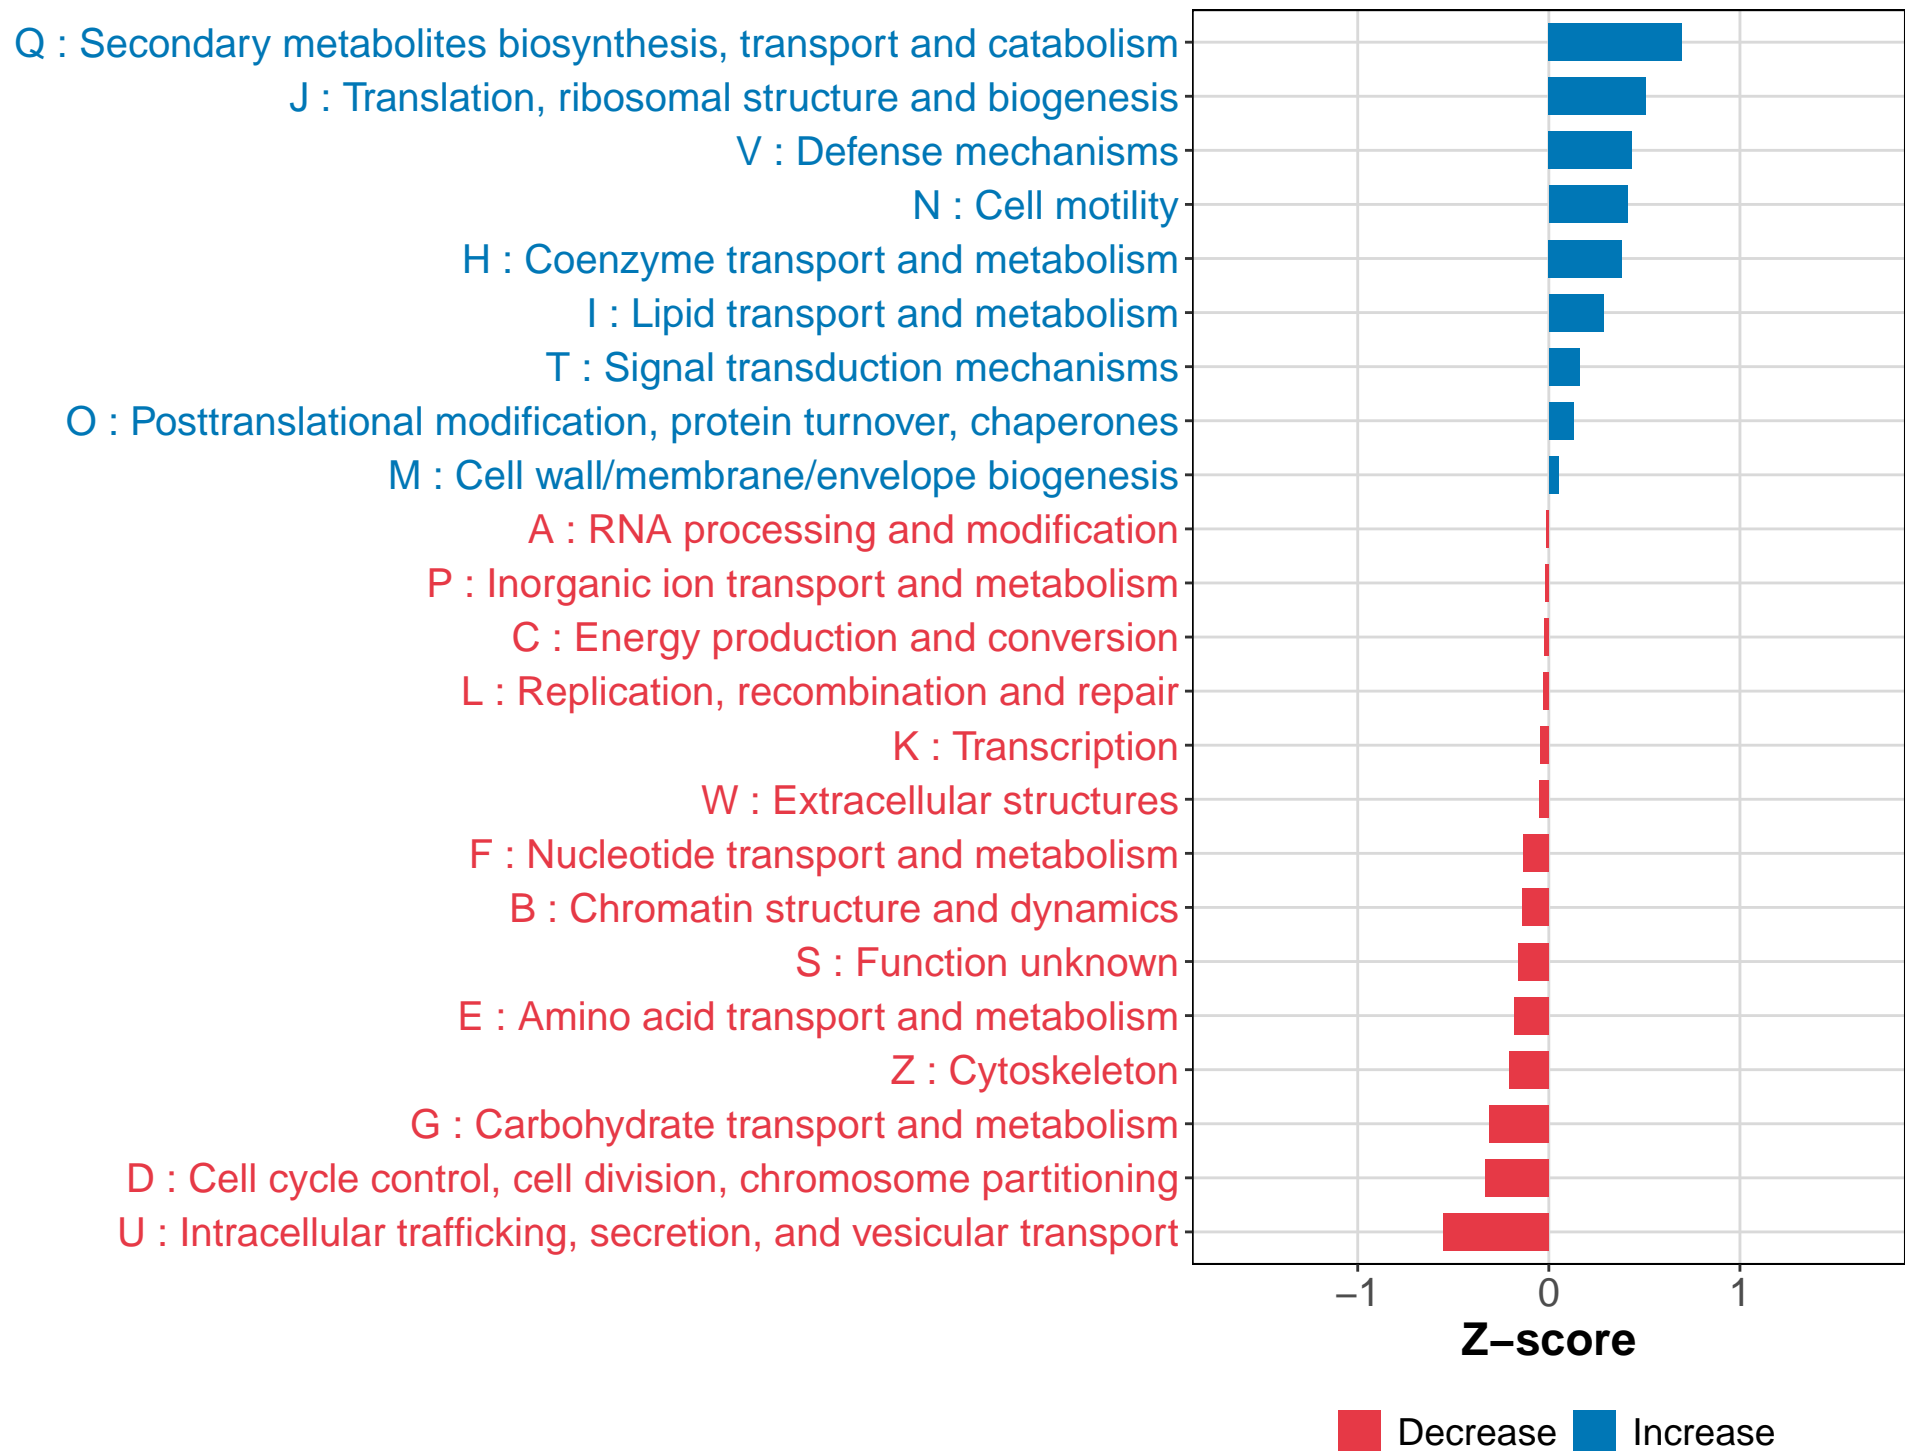 Q : Secondary metabolites biosynthesis, transport and catabolism
J : Translation, ribosomal structure and biogenesis
V : Defense mechanisms
N : Cell motility
H : Coenzyme transport and metabolism
I : Lipid transport and metabolism
T : Signal transduction mechanisms
O : Posttranslational modification, protein turnover, chaperones
M : Cell wall/membrane/envelope biogenesis
A : RNA processing and modification
P : Inorganic ion transport and metabolism
C : Energy production and conversion
L : Replication, recombination and repair
K : Transcription
W : Extracellular structures
F : Nucleotide transport and metabolism
B : Chromatin structure and dynamics
S : Function unknown
E : Amino acid transport and metabolism
Z : Cytoskeleton
G : Carbohydrate transport and metabolism
D : Cell cycle control, cell division, chromosome partitioning
U : Intracellular trafficking, secretion, and vesicular transport
−1 0 1
Z−score
Decrease Increase